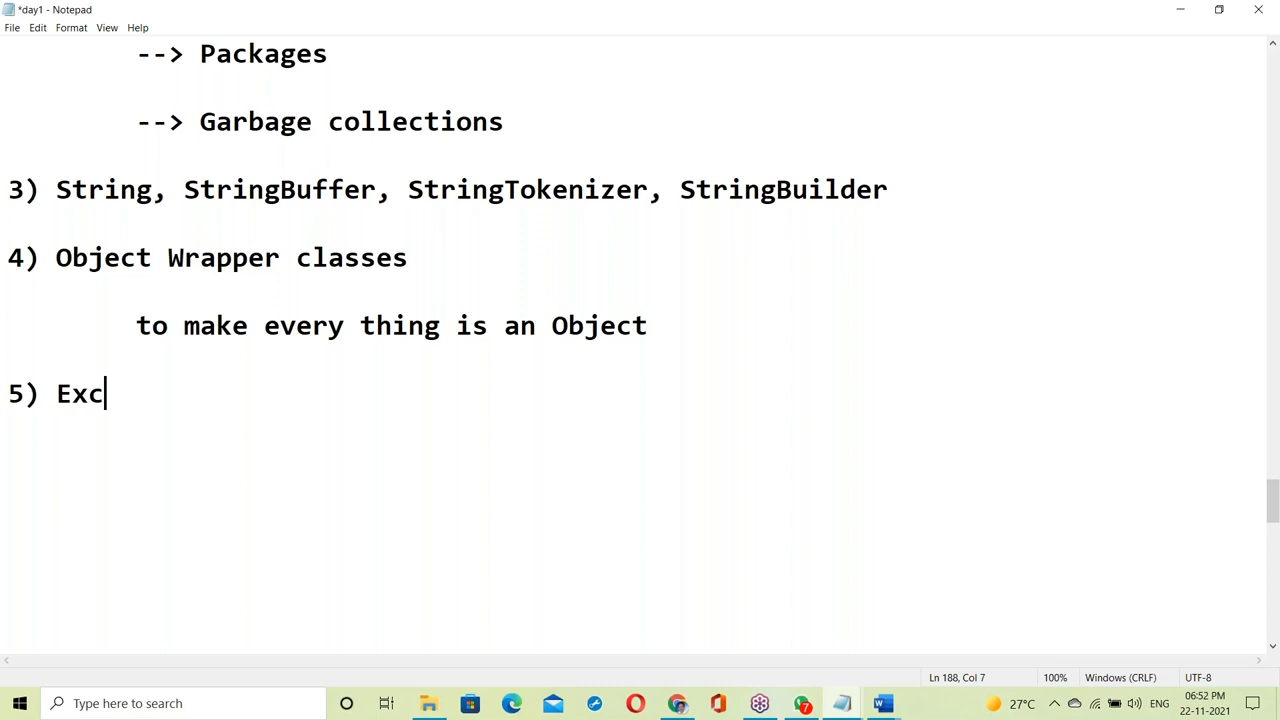 *day1 - Notepad
File Edit Format View Help
--> Packages
--> Garbage collections
3) String, StringBuffer, StringTokenizer, StringBuilder
4) Object Wrapper classes
to make every thing is an Object
5) Exc
Ln 188, Col 7 100% Windows (CRLF) UTF-8
Type here to search 7 27°C ENG 06:52 PM
22-11-2021